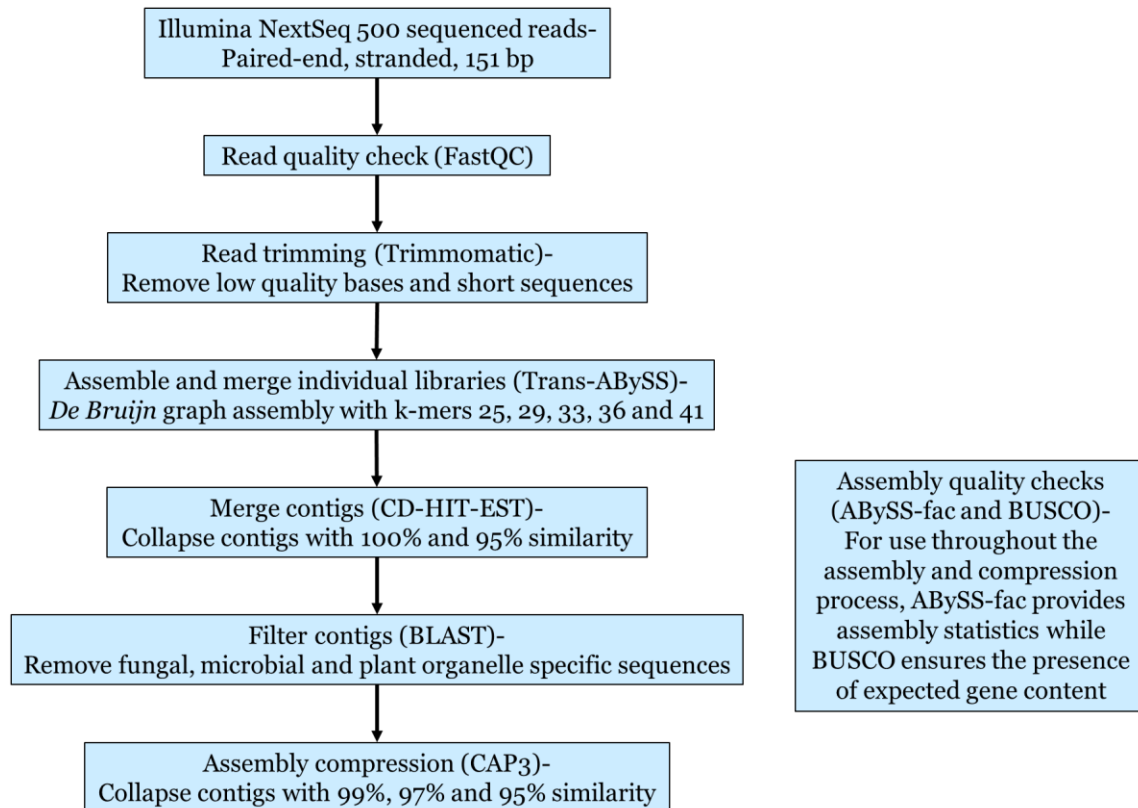 Illumina NextSeq 500 sequenced reads-
Paired-end, stranded, 151 bp
Read quality check (FastQC)
Read trimming (Trimmomatic)-
Remove low quality bases and short sequences
Assemble and merge individual libraries (Trans-ABySS)-
De Bruijn graph assembly with k-mers 25, 29, 33, 36 and 41
Merge contigs (CD-HIT-EST)-
Collapse contigs with 100% and 95% similarity
Filter contigs (BLAST)-
Remove fungal, microbial and plant organelle specific sequences
Assembly compression (CAP3)-
Collapse contigs with 99%, 97% and 95% similarity
Assembly quality checks
(ABySS-fac and BUSCO)-
For use throughout the
assembly and compression
process, ABySS-fac provides
assembly statistics while
BUSCO ensures the presence
of expected gene content